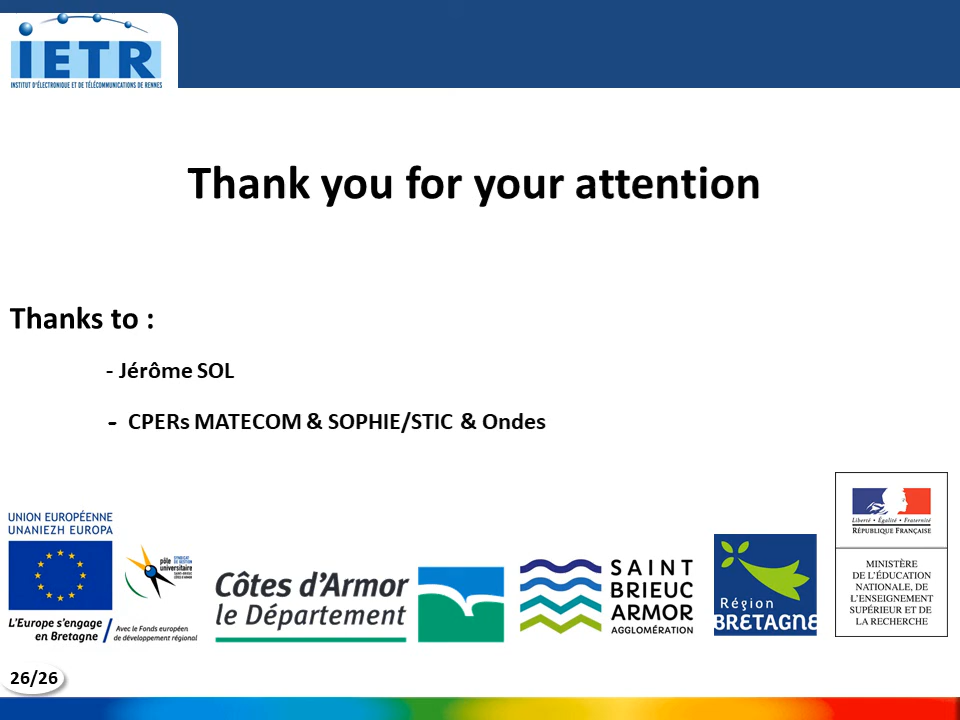 iETR
INSTITUT D'ÉLECTRONIQUE ET DE TÉLÉCOMMUNICATIONS DE RENNES
Thank you for your attention
Thanks to :
- Jérôme SOL
- CPERs MATECOM & SOPHIE/STIC & Ondes
UNION EUROPÉENNE
UNANIEZH EUROPA
L'Europe s'engage
en Bretagne
Avec le Fonds européen
de développement régional
pôle
universitaire
SYNDICAT
DE GESTION
Côtes d'Armor
le Département
SAINT
BRIEUC
ARMOR
AGGLOMÉRATION
Région
BRETAGNE
Liberté • Égalité • Fraternité
RÉPUBLIQUE FRANÇAISE
MINISTÈRE
DE L'ÉDUCATION
NATIONALE, DE
L'ENSEIGNEMENT
SUPÉRIEUR ET DE
LA RECHERCHE
26/26